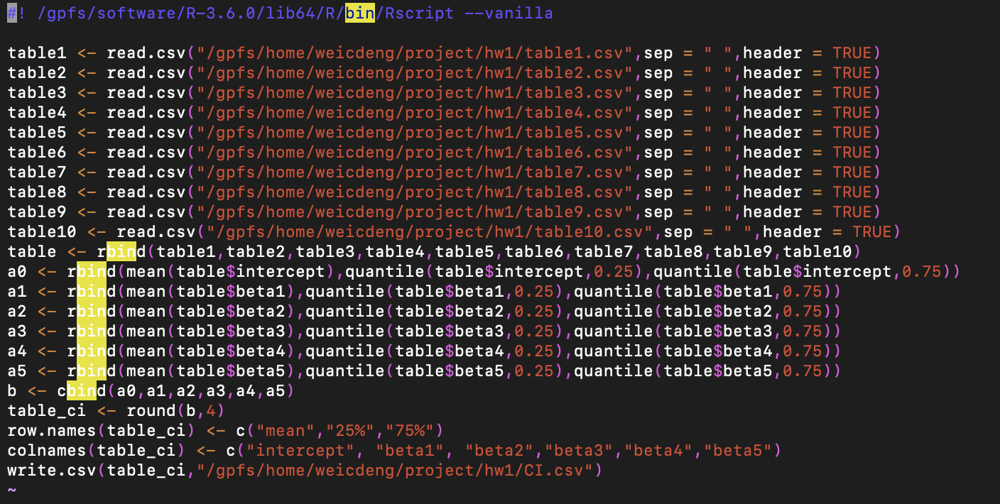 #! /gpfs/software/R-3.6.0/lib64/R/bin/Rscript --vanilla
table1 <- read.csv("/gpfs/home/weicdeng/project/hw1/table1.csv",sep = " ",header = TRUE)
table2 <- read.csv("/gpfs/home/weicdeng/project/hw1/table2.csv",sep = " ",header = TRUE)
table3 <- read.csv("/gpfs/home/weicdeng/project/hw1/table3.csv",sep = " ",header = TRUE)
table4 <- read.csv("/gpfs/home/weicdeng/project/hw1/table4.csv",sep = " ",header = TRUE)
table5 <- read.csv("/gpfs/home/weicdeng/project/hw1/table5.csv",sep = " ",header = TRUE)
table6 <- read.csv("/gpfs/home/weicdeng/project/hw1/table6.csv",sep = " ",header = TRUE)
table7 <- read.csv("/gpfs/home/weicdeng/project/hw1/table7.csv",sep = " ",header = TRUE)
table8 <- read.csv("/gpfs/home/weicdeng/project/hw1/table8.csv",sep = " ",header = TRUE)
table9 <- read.csv("/gpfs/home/weicdeng/project/hw1/table9.csv",sep = " ",header = TRUE)
table10 <- read.csv("/gpfs/home/weicdeng/project/hw1/table10.csv",sep = " ",header = TRUE)
table <- rbind(table1,table2,table3,table4,table5,table6,table7,table8,table9,table10)
a0 <- rbind(mean(table$intercept),quantile(table$intercept,0.25),quantile(table$intercept,0.75))
a1 <- rbind(mean(table$beta1),quantile(table$beta1,0.25),quantile(table$beta1,0.75))
a2 <- rbind(mean(table$beta2),quantile(table$beta2,0.25),quantile(table$beta2,0.75))
a3 <- rbind(mean(table$beta3),quantile(table$beta3,0.25),quantile(table$beta3,0.75))
a4 <- rbind(mean(table$beta4),quantile(table$beta4,0.25),quantile(table$beta4,0.75))
a5 <- rbind(mean(table$beta5),quantile(table$beta5,0.25),quantile(table$beta5,0.75))
b <- cbind(a0,a1,a2,a3,a4,a5)
table_ci <- round(b,4)
row.names(table_ci) <- c("mean","25%","75%")
colnames(table_ci) <- c("intercept", "beta1", "beta2","beta3","beta4","beta5")
write.csv(table_ci,"/gpfs/home/weicdeng/project/hw1/CI.csv")
~